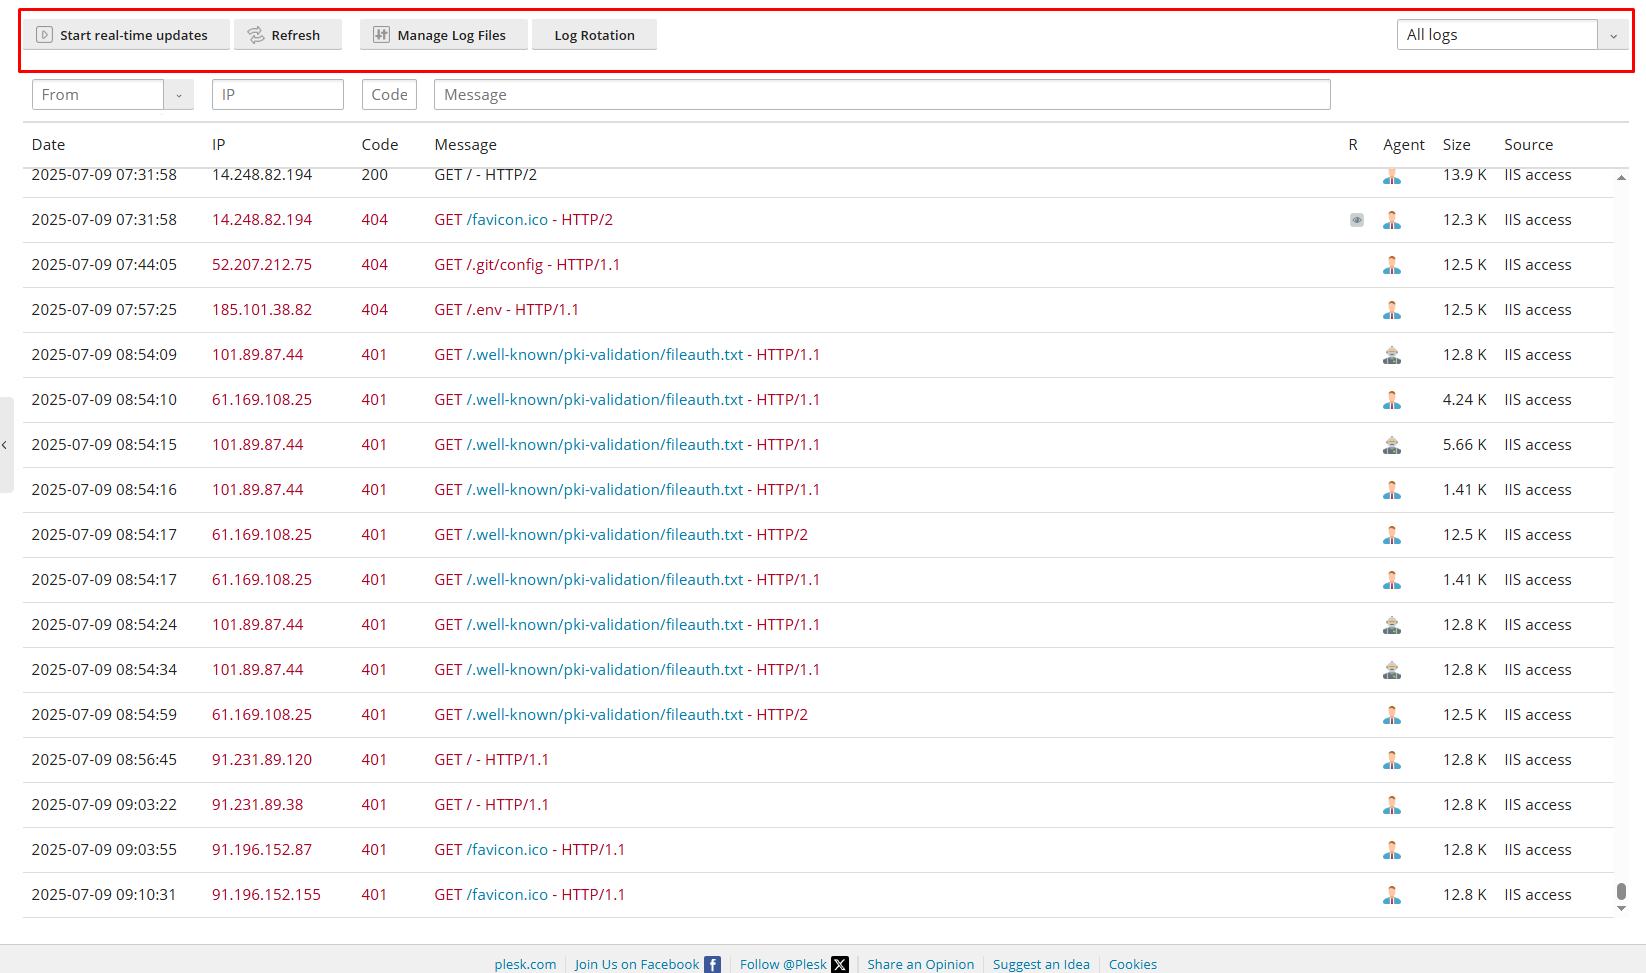 Start real-time updates Refresh Manage Log Files Log Rotation All logs
From IP Code Message
Date IP Code Message R Agent Size Source
2025-07-09 07:31:58 14.248.82.194 200 GET / - HTTP/2 13.9 K IIS access
2025-07-09 07:31:58 14.248.82.194 404 GET /favicon.ico - HTTP/2 12.3 K IIS access
2025-07-09 07:44:05 52.207.212.75 404 GET /.git/config - HTTP/1.1 12.5 K IIS access
2025-07-09 07:57:25 185.101.38.82 404 GET /.env - HTTP/1.1 12.5 K IIS access
2025-07-09 08:54:09 101.89.87.44 401 GET /.well-known/pki-validation/fileauth.txt - HTTP/1.1 12.8 K IIS access
2025-07-09 08:54:10 61.169.108.25 401 GET /.well-known/pki-validation/fileauth.txt - HTTP/1.1 4.24 K IIS access
2025-07-09 08:54:15 101.89.87.44 401 GET /.well-known/pki-validation/fileauth.txt - HTTP/1.1 5.66 K IIS access
2025-07-09 08:54:16 101.89.87.44 401 GET /.well-known/pki-validation/fileauth.txt - HTTP/1.1 1.41 K IIS access
2025-07-09 08:54:17 61.169.108.25 401 GET /.well-known/pki-validation/fileauth.txt - HTTP/2 12.5 K IIS access
2025-07-09 08:54:17 61.169.108.25 401 GET /.well-known/pki-validation/fileauth.txt - HTTP/1.1 1.41 K IIS access
2025-07-09 08:54:24 101.89.87.44 401 GET /.well-known/pki-validation/fileauth.txt - HTTP/1.1 12.8 K IIS access
2025-07-09 08:54:34 101.89.87.44 401 GET /.well-known/pki-validation/fileauth.txt - HTTP/1.1 12.8 K IIS access
2025-07-09 08:54:59 61.169.108.25 401 GET /.well-known/pki-validation/fileauth.txt - HTTP/2 12.5 K IIS access
2025-07-09 08:56:45 91.231.89.120 401 GET / - HTTP/1.1 12.8 K IIS access
2025-07-09 09:03:22 91.231.89.38 401 GET / - HTTP/1.1 12.8 K IIS access
2025-07-09 09:03:55 91.196.152.87 401 GET /favicon.ico - HTTP/1.1 12.8 K IIS access
2025-07-09 09:10:31 91.196.152.155 401 GET /favicon.ico - HTTP/1.1 12.8 K IIS access
plesk.com Join Us on Facebook Follow @Plesk Share an Opinion Suggest an Idea Cookies